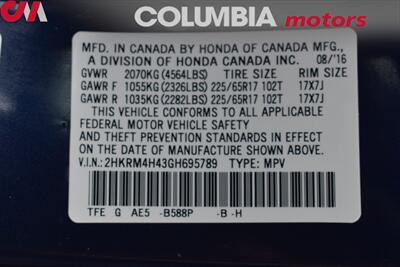 CM
COLUMBIA motors
MFD. IN CANADA BY HONDA OF CANADA MFG.,
A DIVISION OF HONDA CANADA INC. 08/'16
GVWR 2070KG (4564LBS) TIRE SIZE RIM SIZE
GAWR F 1055KG (2326LBS) 225/65R17 102T 17X7J
GAWR R 1035KG (2282LBS) 225/65R17 102T 17X7J
THIS VEHICLE CONFORMS TO ALL APPLICABLE
FEDERAL MOTOR VEHICLE SAFETY
AND THEFT PREVENTION STANDARDS IN EFFECT
ON THE DATE OF MANUFACTURE SHOWN ABOVE.
V.I.N: 2HKRM4H43GH695789 TYPE: MPV
TFE G AE5 -B588P -B -H